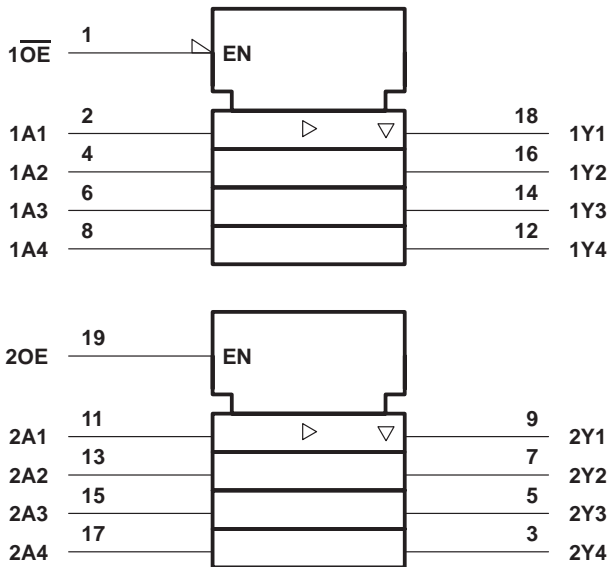 1
1O̅E̅ EN
2 18
1A1 1Y1
4 16
1A2 1Y2
6 14
1A3 1Y3
8 12
1A4 1Y4
19
2OE EN
11 9
2A1 2Y1
13 7
2A2 2Y2
15 5
2A3 2Y3
17 3
2A4 2Y4